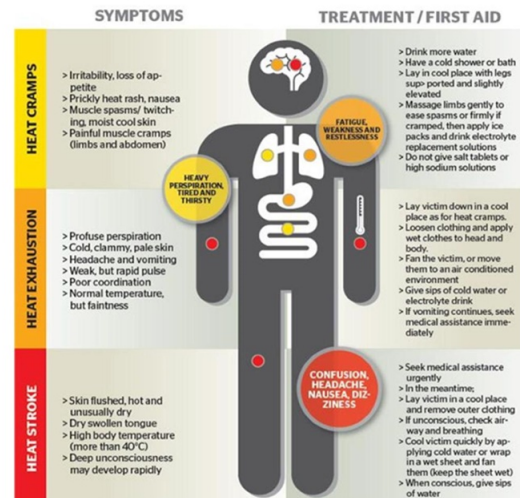 SYMPTOMS
TREATMENT / FIRST AID
HEAT CRAMPS
> Irritability, loss of ap-
petite
> Prickly heat rash, nausea
> Muscle spasms/ twitch-
ing, moist cool skin
> Painful muscle cramps
(limbs and abdomen)
FATIGUE,
WEAKNESS AND
RESTLESSNESS
> Drink more water
> Have a cold shower or bath
> Lay in cool place with legs
sup- ported and slightly
elevated
> Massage limbs gently to
ease spasms or firmly if
cramped, then apply ice
packs and drink electrolyte
replacement solutions
> Do not give salt tablets or
high sodium solutions
HEAVY
PERSPIRATION,
TIRED AND
THIRSTY
HEAT EXHAUSTION
> Profuse perspiration
> Cold, clammy, pale skin
> Headache and vomiting
> Weak, but rapid pulse
> Poor coordination
> Normal temperature,
but faintness
> Lay victim down in a cool
place as for heat cramps.
> Loosen clothing and apply
wet clothes to head and
body.
> Fan the victim, or move
them to an air conditioned
environment
> Give sips of cold water or
electrolyte drink
> If vomiting continues, seek
medical assistance imme-
diately
HEAT STROKE
> Skin flushed, hot and
unusually dry
> Dry swollen tongue
> High body temperature
(more than 40°C)
> Deep unconsciousness
may develop rapidly
CONFUSION,
HEADACHE,
NAUSEA, DIZ-
ZINESS
> Seek medical assistance
urgently
> In the meantime;
> Lay victim in a cool place
and remove outer clothing
> If unconscious, check air-
way and breathing
> Cool victim quickly by ap-
plying cold water or wrap
in a wet sheet and fan
them (keep the sheet wet)
> When conscious, give sips
of water